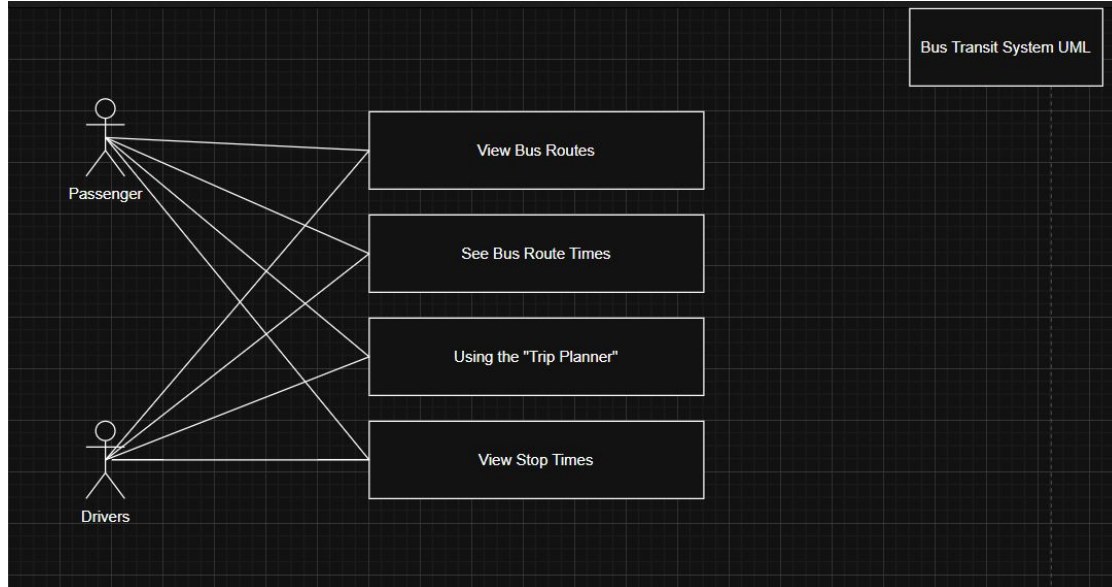 Bus Transit System UML
View Bus Routes
Passenger
See Bus Route Times
Using the "Trip Planner"
View Stop Times
Drivers